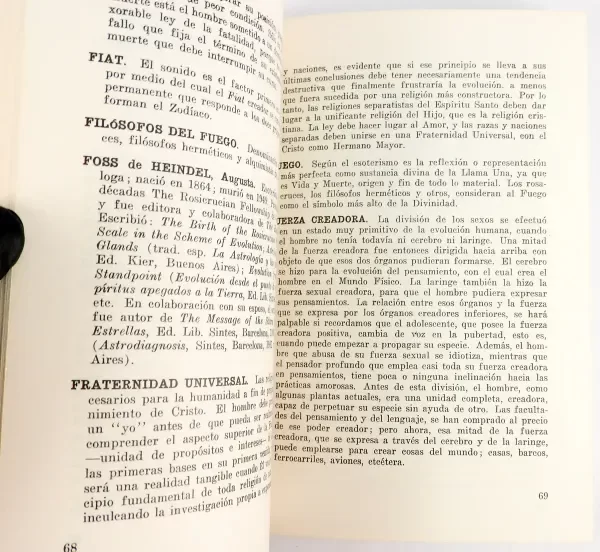 de peor condición.
muerte está el hombre sometido a un
xorable ley de la fatalidad,
fallo que fija el término de su
muerte que debe interrumpir su
FIAT. El sonido es el factor
por medio del cual el Fiat creador
permanente que responde a los
forman el Zodíaco.
FILÓSOFOS DEL FUEGO.
ces, filósofos herméticos y alquimistas
FOSS de HEINDEL, Augusta.
loga; nació en 1864; murió en 1949.
décadas The Rosicrucian Fellowship
y fue editora y colaboradora de
Escribió: The Birth of the Rosicrucian
Scale in the Scheme of Evolution,
Glands (trad. esp. La Astrología
Ed. Kier, Buenos Aires);
Standpoint (Evolución desde el punto
píritus apegados a la Tierra, Ed. Lib.
etc. En colaboración con su esposo,
fue autor de The Message of the
Estrellas, Ed. Lib. Sintes, Barcelona,
(Astrodiagnosis, Sintes, Barcelona,
Aires).
FRATERNIDAD UNIVERSAL. Las
cesarios para la humanidad a fin de
nimiento de Cristo. El hombre debe
un "yo" antes de que pueda ser
comprender el aspecto superior de
—unidad de propósitos e intereses—
las primeras bases en su primera
será una realidad tangible cuando Él
cipio fundamental de toda religión de
inculcando la investigación propia a
68
y naciones, es evidente que si ese principio se lleva a sus
últimas conclusiones debe tener necesariamente una tendencia
destructiva que finalmente frustraría la evolución. a menos
que fuera sucedida por una religión más constructora. Por lo
tanto, las religiones separatistas del Espíritu Santo deben dar
lugar a la unificante religión del Hijo, que es la religión cris-
tiana. La ley debe hacer lugar al Amor, y las razas y naciones
separadas deben unirse en una Fraternidad Universal, con el
Cristo como Hermano Mayor.
UEGO. Según el esoterismo es la reflexión o representación
más perfecta como sustancia divina de la Llama Una, ya que
es Vida y Muerte, origen y fin de todo lo material. Los rosa-
cruces, los filósofos herméticos y otros, consideran al Fuego
como el símbolo más alto de la Divinidad.
UERZA CREADORA. La división de los sexos se efectuó
en un estado muy primitivo de la evolución humana, cuando
el hombre no tenía todavía ni cerebro ni laringe. Una mitad
de la fuerza creadora fue entonces dirigida hacia arriba con
objeto de que esos dos órganos pudieran formarse. El cerebro
se hizo para la evolución del pensamiento, con el cual crea el
hombre en el Mundo Físico. La laringe también la hizo la
fuerza sexual creadora, para que el hombre pudiera expresar
sus pensamientos. La relación entre esos órganos y la fuerza
que se expresa por los órganos creadores inferiores, se hará
palpable si recordamos que el adolescente, que posee la fuerza
creadora positiva, cambia de voz en la pubertad, esto es,
cuando puede empezar a propagar su especie. Además, el hom-
bre que abusa de su fuerza sexual se idiotiza, mientras que
el pensador profundo que emplea casi toda su fuerza creadora
en pensamientos, tiene poca o ninguna inclinación hacia las
prácticas amorosas. Antes de esta división, el hombre, como
algunas plantas actuales, era una unidad completa, creadora,
capaz de perpetuar su especie sin ayuda de otro. Las faculta-
des del pensamiento y del lenguaje, se han comprado al precio
de ese poder creador; pero ahora, esa mitad de la fuerza
creadora, que se expresa a través del cerebro y de la laringe,
puede emplearse para crear cosas del mundo; casas, barcos,
ferrocarriles, aviones, etcétera.
69